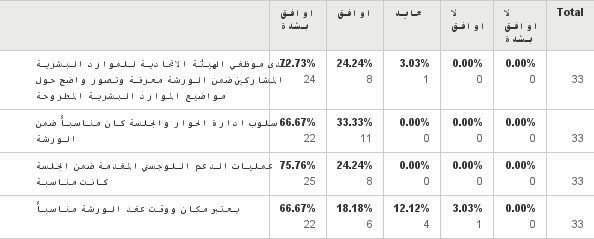 اوافق بشدة
اوافق
محايد
لا اوافق
لا اوافق بشدة
Total
لدى موظفي الهيئة الاتحادية للموارد البشرية
المشاركين ضمن الورشة معرفة وتصور واضح حول
مواضيع الموارد البشرية المطروحة
72.73% 24.24% 3.03% 0.00% 0.00%
24 8 1 0 0 33
اسلوب ادارة الحوار والجلسة كان مناسباً ضمن
الورشة
66.67% 33.33% 0.00% 0.00% 0.00%
22 11 0 0 0 33
عمليات الدعم اللوجستي المقدمة ضمن الجلسة
كانت مناسبة
75.76% 24.24% 0.00% 0.00% 0.00%
25 8 0 0 0 33
يعتبر مكان ووقت عقد الورشة مناسباً
66.67% 18.18% 12.12% 3.03% 0.00%
22 6 4 1 0 33